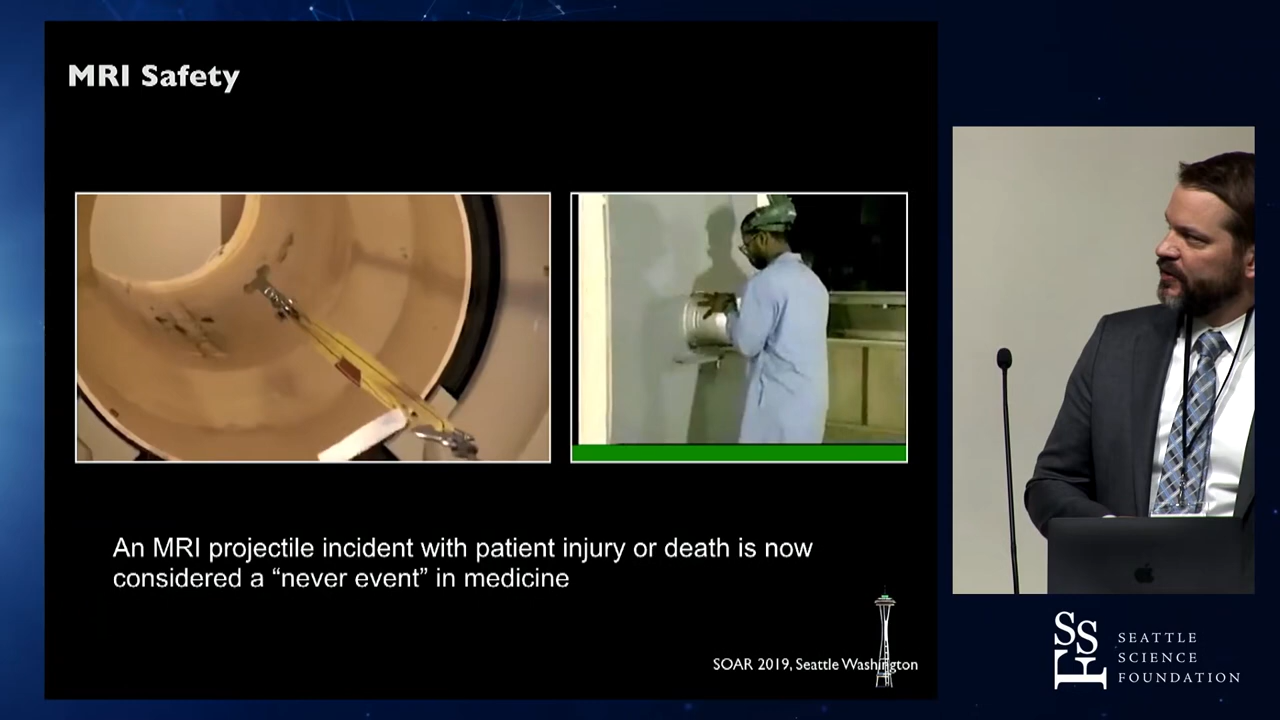 MRI Safety
An MRI projectile incident with patient injury or death is now
considered a “never event” in medicine
SOAR 2019, Seattle Washington
SSF
SEATTLE
SCIENCE
FOUNDATION